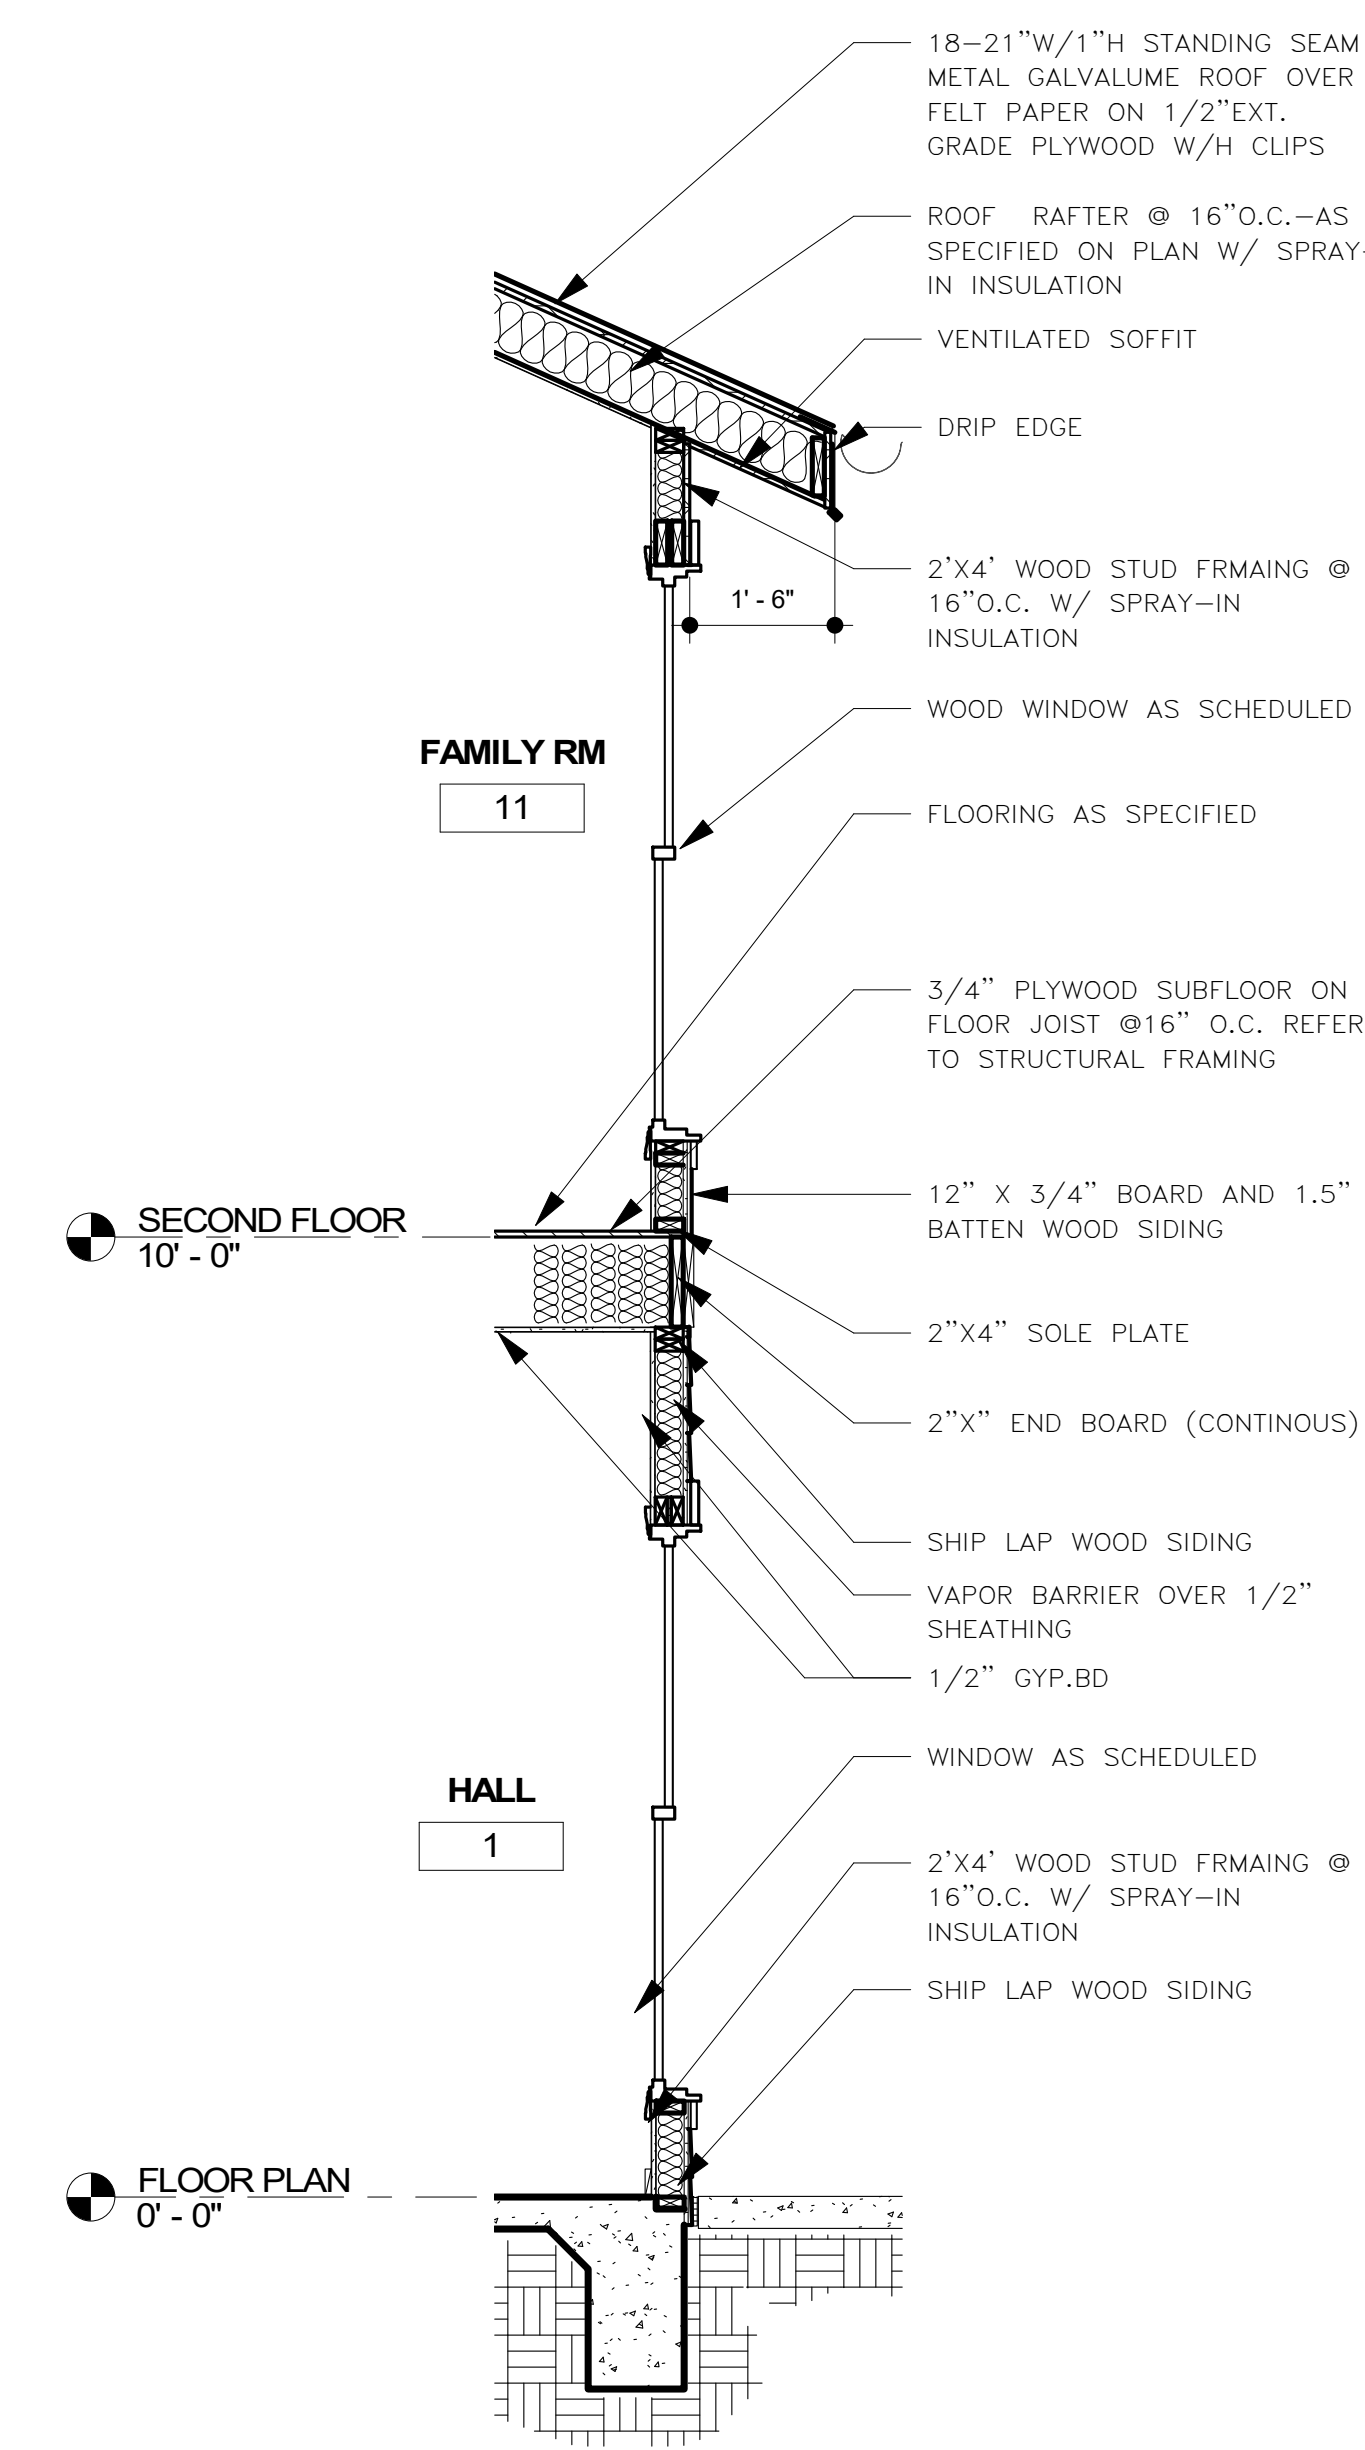 18-21"W/1"H STANDING SEAM
METAL GALVALUME ROOF OVER
FELT PAPER ON 1/2"EXT.
GRADE PLYWOOD W/H CLIPS
ROOF RAFTER @ 16"O.C.-AS
SPECIFIED ON PLAN W/ SPRAY-
IN INSULATION
VENTILATED SOFFIT
DRIP EDGE
2'X4' WOOD STUD FRMAING @
16"O.C. W/ SPRAY-IN
INSULATION
1' - 6"
WOOD WINDOW AS SCHEDULED
FAMILY RM
11
FLOORING AS SPECIFIED
3/4" PLYWOOD SUBFLOOR ON
FLOOR JOIST @16" O.C. REFER
TO STRUCTURAL FRAMING
12" X 3/4" BOARD AND 1.5"
BATTEN WOOD SIDING
SECOND FLOOR
10' - 0"
2"X4" SOLE PLATE
2"X" END BOARD (CONTINOUS)
SHIP LAP WOOD SIDING
VAPOR BARRIER OVER 1/2"
SHEATHING
1/2" GYP.BD
WINDOW AS SCHEDULED
HALL
1
2'X4' WOOD STUD FRMAING @
16"O.C. W/ SPRAY-IN
INSULATION
SHIP LAP WOOD SIDING
FLOOR PLAN
0' - 0"